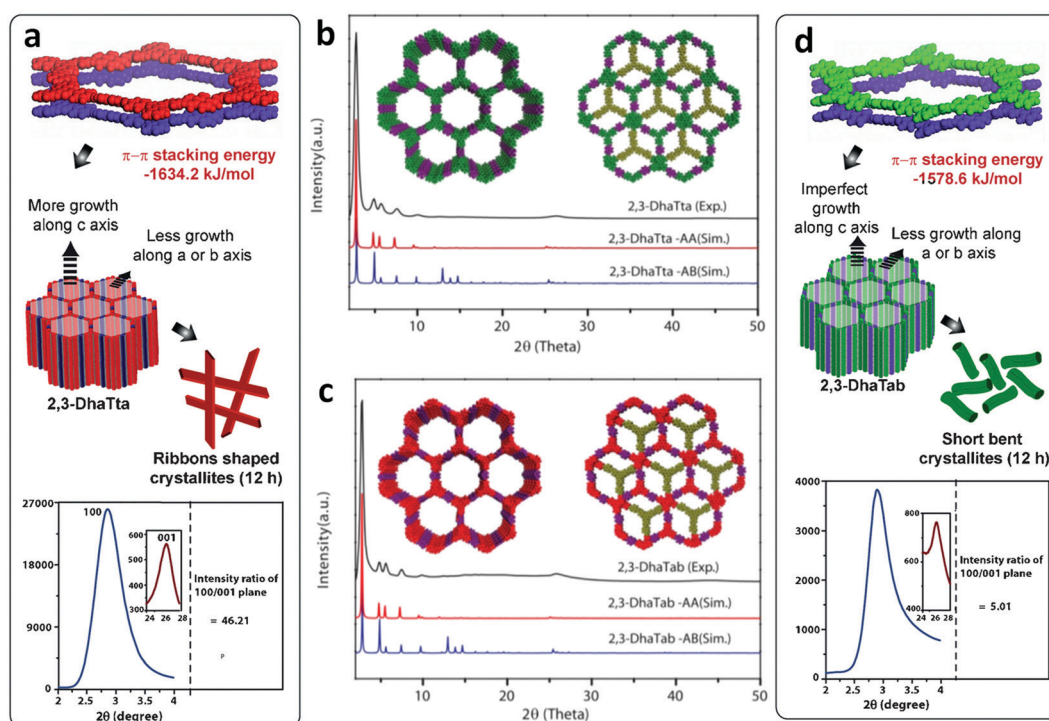 a
π–π stacking energy
-1634.2 kJ/mol
More growth
along c axis
Less growth
along a or b axis
2,3-DhaTta
Ribbons shaped
crystallites (12 h)
27000
18000
9000
0
100
600
500
400
300
001
24 26 28
Intensity ratio of
100/001 plane
= 46.21
P
2 2.5 3 3.5 4
2θ (degree)
b
Intensity(a.u.)
2,3-DhaTta (Exp.)
2,3-DhaTta -AA(Sim.)
2,3-DhaTta -AB(Sim.)
10 20 30 40 50
2θ (Theta)
c
Intensity(a.u.)
2,3-DhaTab (Exp.)
2,3-DhaTab -AA(Sim.)
2,3-DhaTab -AB(Sim.)
10 20 30 40 50
2θ (Theta)
d
π–π stacking energy
-1578.6 kJ/mol
Imperfect
growth
along c axis
Less growth along
a or b axis
2,3-DhaTab
Short bent
crystallites (12 h)
4000
3000
2000
1000
0
800
600
400
24 26 28
Intensity ratio of
100/001 plane
= 5.01
2 2.5 3 3.5 4
2θ (degree)